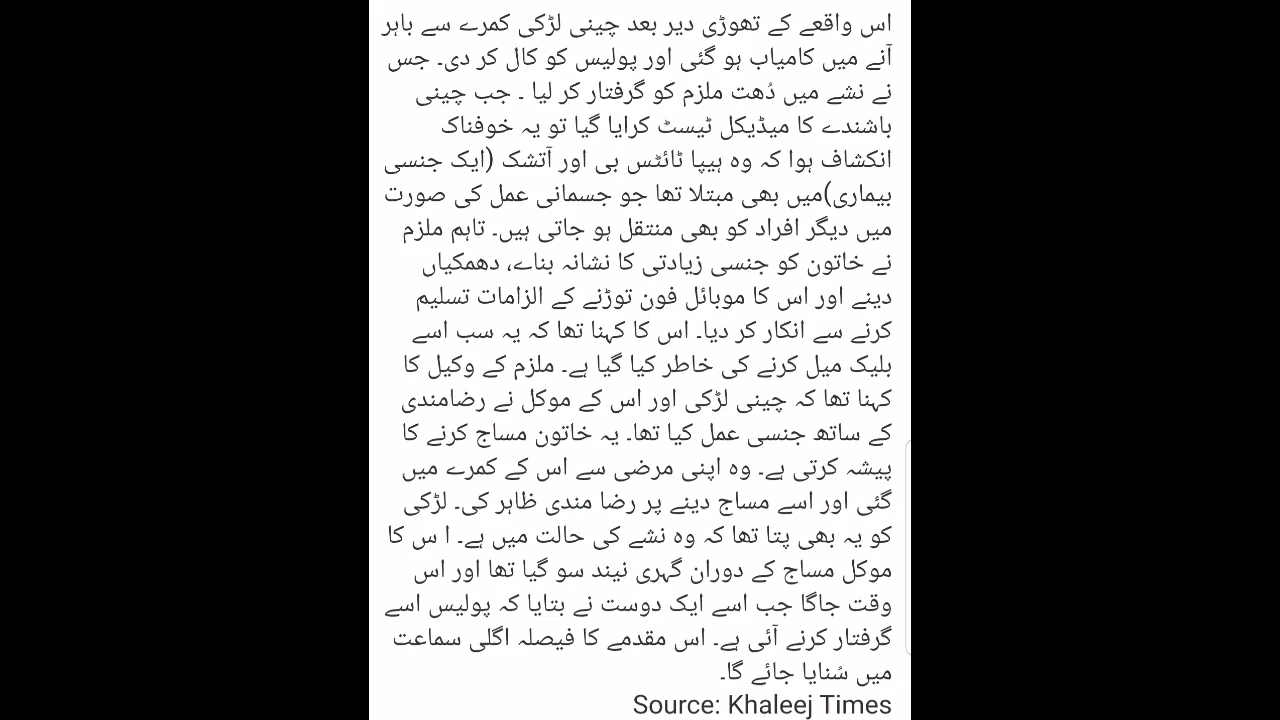 اس واقعے کے تھوڑی دیر بعد چینی لڑکی کمرے سے باہر
آنے میں کامیاب ہو گئی اور پولیس کو کال کر دی۔ جس
نے نشے میں دُھت ملزم کو گرفتار کر لیا ۔ جب چینی
باشندے کا میڈیکل ٹیسٹ کرایا گیا تو یہ خوفناک
انکشاف ہوا کہ وہ ہیپا ٹائٹس بی اور آتشک (ایک جنسی
بیماری)میں بھی مبتلا تھا جو جسمانی عمل کی صورت
میں دیگر افراد کو بھی منتقل ہو جاتی ہیں۔ تاہم ملزم
نے خاتون کو جنسی زیادتی کا نشانہ بناے، دھمکیاں
دینے اور اس کا موبائل فون توڑنے کے الزامات تسلیم
کرنے سے انکار کر دیا۔ اس کا کہنا تھا کہ یہ سب اسے
بلیک میل کرنے کی خاطر کیا گیا ہے۔ ملزم کے وکیل کا
کہنا تھا کہ چینی لڑکی اور اس کے موکل نے رضامندی
کے ساتھ جنسی عمل کیا تھا۔ یہ خاتون مساج کرنے کا
پیشہ کرتی ہے۔ وہ اپنی مرضی سے اس کے کمرے میں
گئی اور اسے مساج دینے پر رضا مندی ظاہر کی۔ لڑکی
کو یہ بھی پتا تھا کہ وہ نشے کی حالت میں ہے۔ ا س کا
موکل مساج کے دوران گہری نیند سو گیا تھا اور اس
وقت جاگا جب اسے ایک دوست نے بتایا کہ پولیس اسے
گرفتار کرنے آئی ہے۔ اس مقدمے کا فیصلہ اگلی سماعت
میں سُنایا جائے گا۔
Source: Khaleej Times